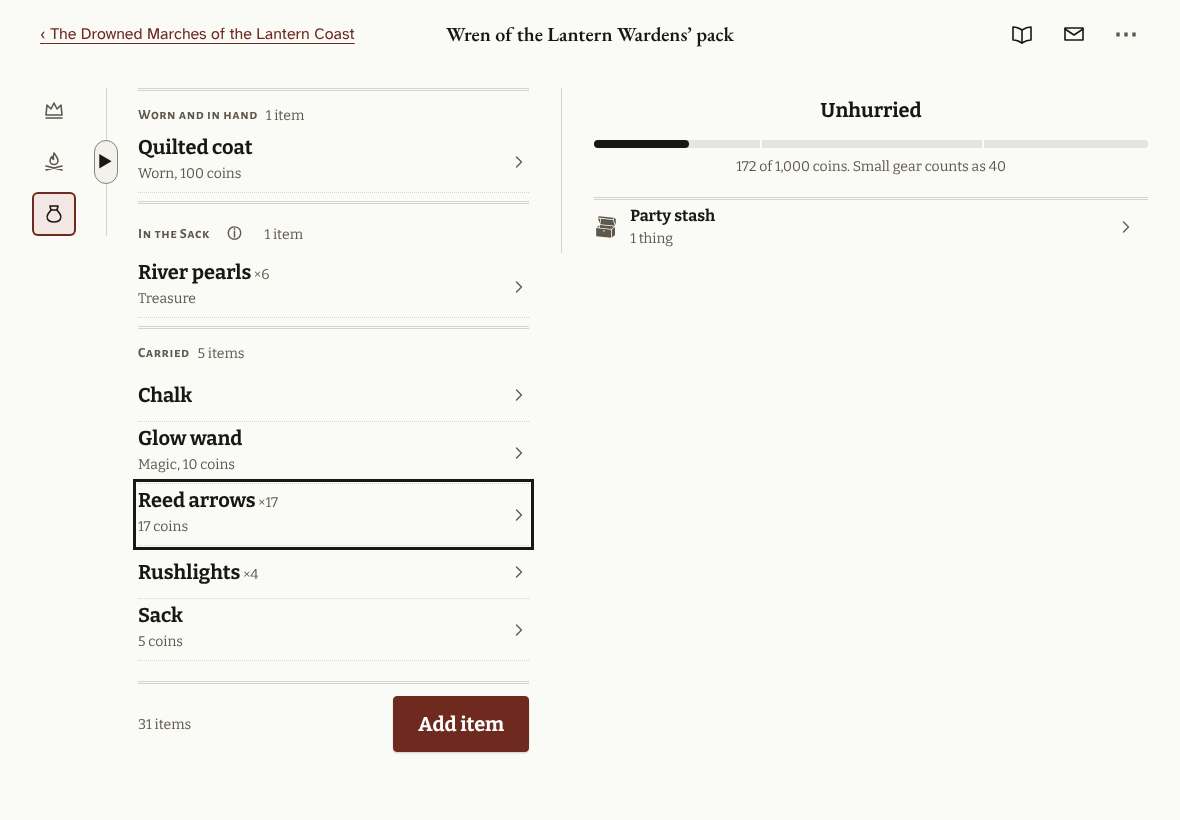 ‹ The Drowned Marches of the Lantern Coast
Wren of the Lantern Wardens’ pack
Worn and in hand 1 item
Quilted coat
Worn, 100 coins
In the Sack 1 item
River pearls ×6
Treasure
Carried 5 items
Chalk
Glow wand
Magic, 10 coins
Reed arrows ×17
17 coins
Rushlights ×4
Sack
5 coins
31 items
Add item
Unhurried
172 of 1,000 coins. Small gear counts as 40
Party stash
1 thing